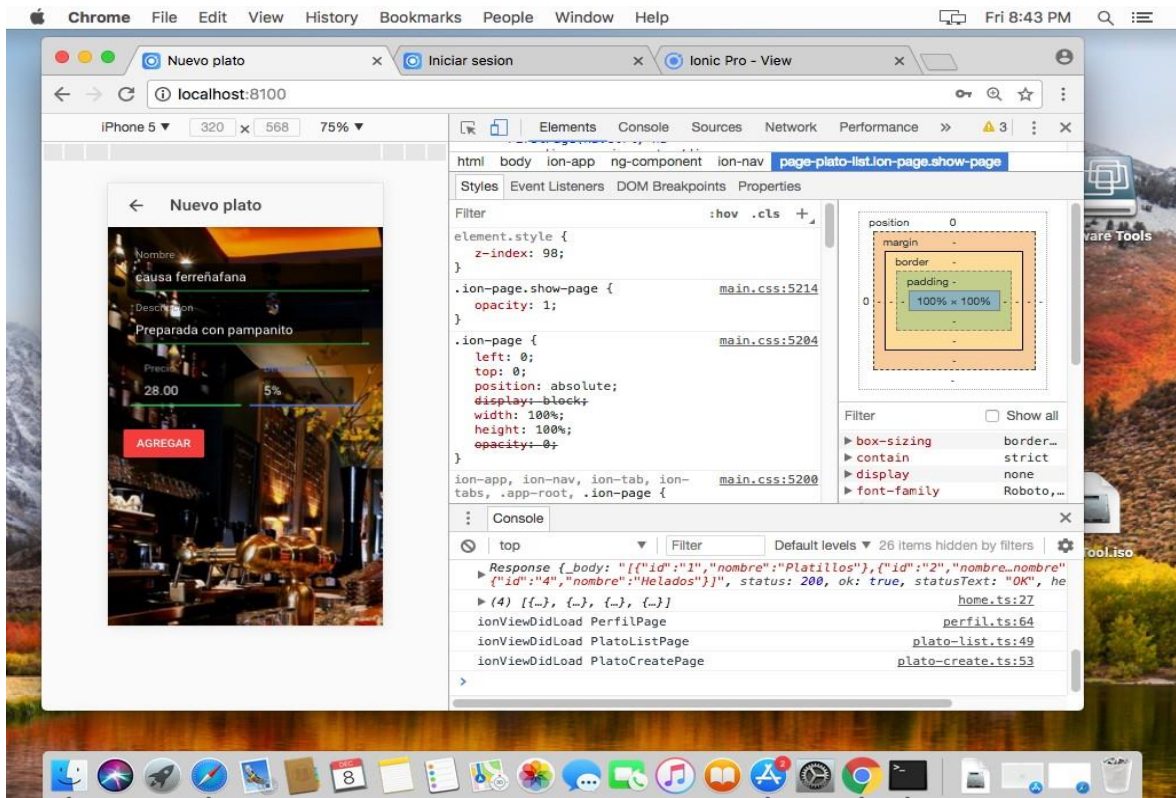 Chrome File Edit View History Bookmarks People Window Help Fri 8:43 PM
Nuevo plato Iniciar sesion Ionic Pro - View
localhost:8100
iPhone 5 ▼ 320 x 568 75% ▼
Elements Console Sources Network Performance » 3
html body ion-app ng-component ion-nav page-plato-list.ion-page.show-page
Styles Event Listeners DOM Breakpoints Properties
Nuevo plato
Nombre
causa ferreñafana
Descripcion
Preparada con pampanito
Precio
28.00 5%
AGREGAR
Filter :hov .cls +
element.style {
z-index: 98;
}
.ion-page.show-page { main.css:5214
opacity: 1;
}
.ion-page { main.css:5204
left: 0;
top: 0;
position: absolute;
display: block;
width: 100%;
height: 100%;
opacity: 0;
}
ion-app, ion-nav, ion-tab, ion- main.css:5200
tabs, .app-root, .ion-page {
position 0
margin -
border -
padding -
0 - - - 100% × 100% - - -
-
-
-
-
Filter Show all
box-sizing border…
contain strict
display none
font-family Roboto,…
Console
top ▼ Filter Default levels ▼ 26 items hidden by filters
Response {_body: "[{"id":"1","nombre":"Platillos"},{"id":"2","nombre…nombre"
{"id":"4","nombre":"Helados"}]", status: 200, ok: true, statusText: "OK", he
(4) [{…}, {…}, {…}, {…}] home.ts:27
ionViewDidLoad PerfilPage perfil.ts:64
ionViewDidLoad PlatoListPage plato-list.ts:49
ionViewDidLoad PlatoCreatePage plato-create.ts:53
>
ware Tools
Tool.iso
DEC
8
2